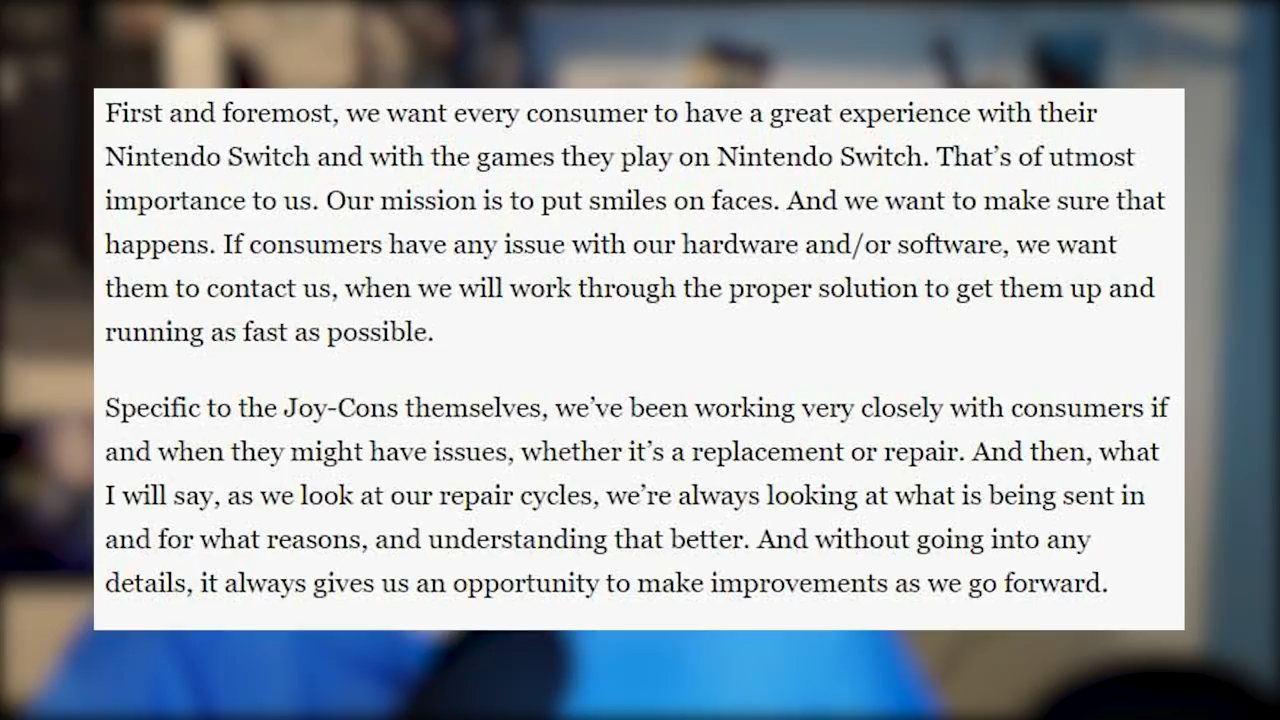 First and foremost, we want every consumer to have a great experience with their
Nintendo Switch and with the games they play on Nintendo Switch. That’s of utmost
importance to us. Our mission is to put smiles on faces. And we want to make sure that
happens. If consumers have any issue with our hardware and/or software, we want
them to contact us, when we will work through the proper solution to get them up and
running as fast as possible.
Specific to the Joy-Cons themselves, we’ve been working very closely with consumers if
and when they might have issues, whether it’s a replacement or repair. And then, what
I will say, as we look at our repair cycles, we’re always looking at what is being sent in
and for what reasons, and understanding that better. And without going into any
details, it always gives us an opportunity to make improvements as we go forward.